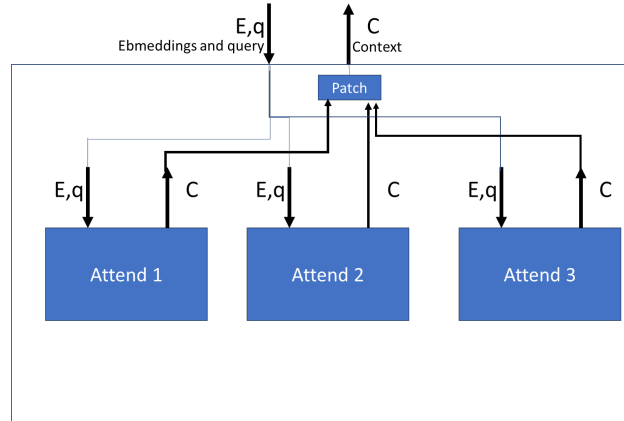 E,q
C
Ebmeddings and query
Context
Patch
E,q
C
E,q
C
E,q
C
Attend 1
Attend 2
Attend 3